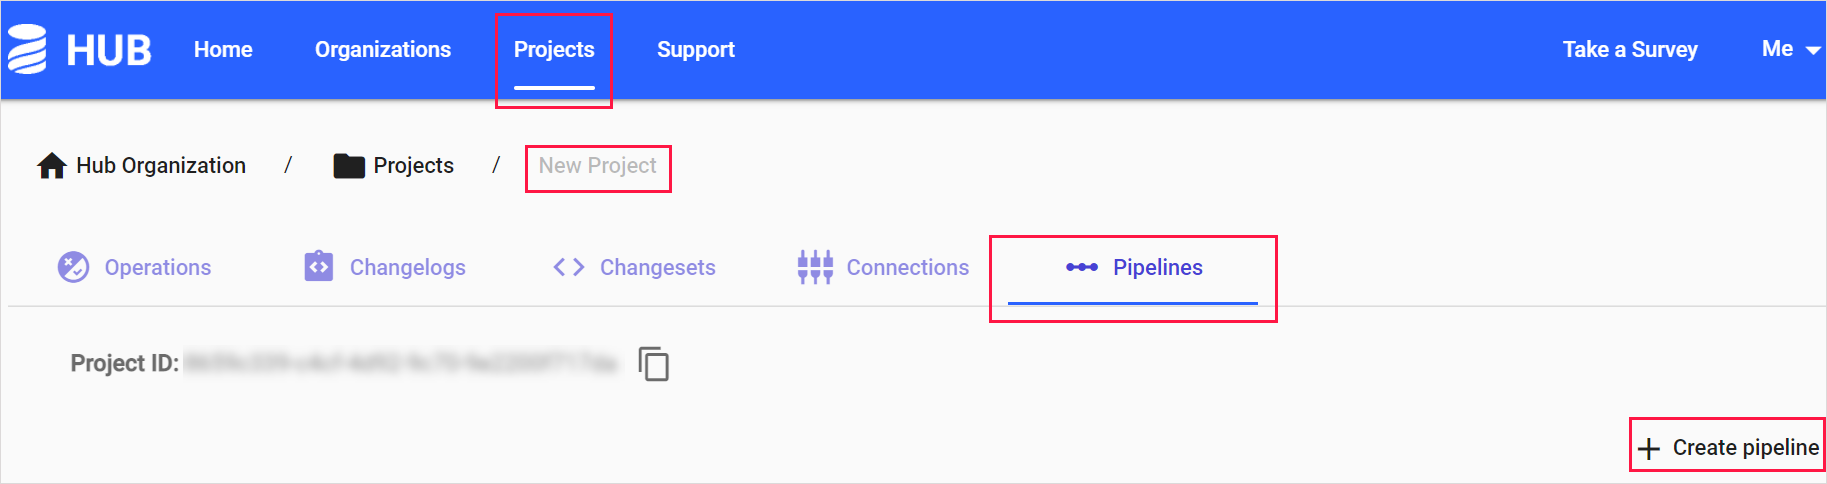 HUB Home Organizations Projects Support Take a Survey Me
Hub Organization / Projects / New Project
Operations Changelogs Changesets Connections Pipelines
Project ID:
Create pipeline